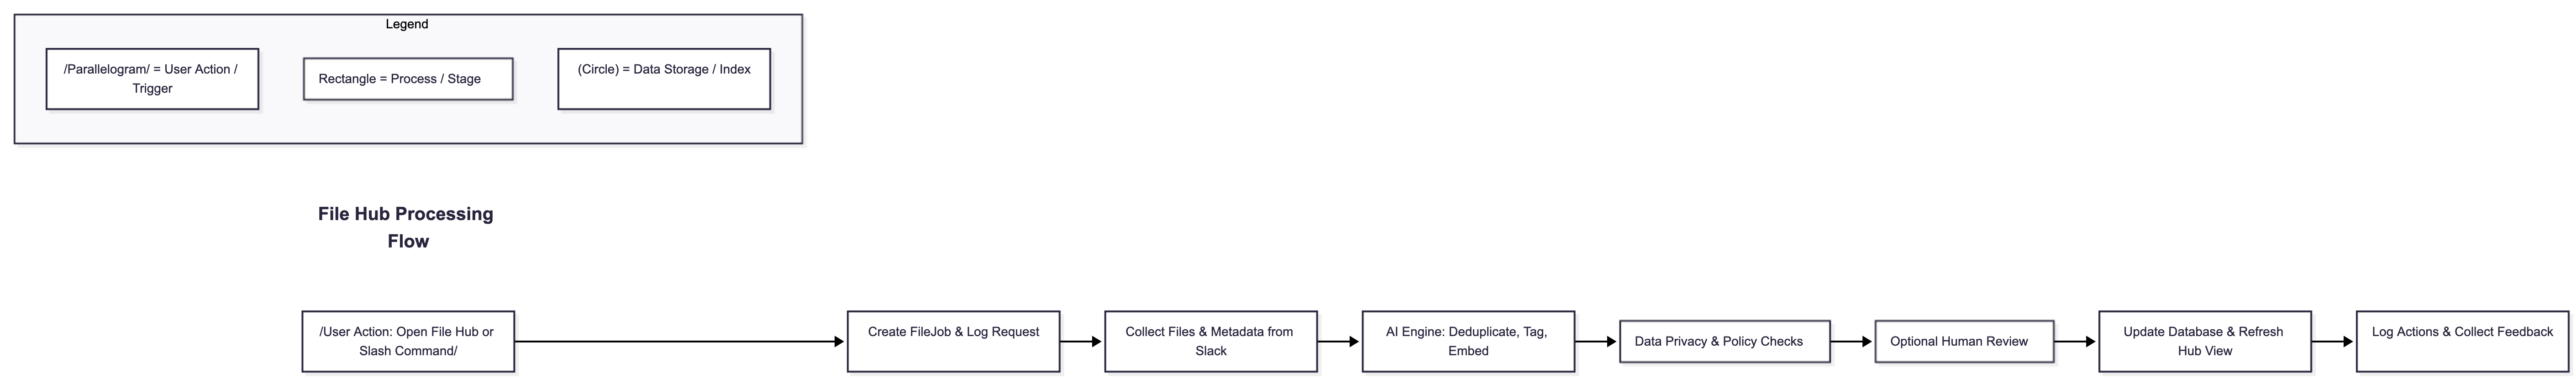 Legend
/Parallelogram/ = User Action /
Trigger
Rectangle = Process / Stage
(Circle) = Data Storage / Index
File Hub Processing
Flow
/User Action: Open File Hub or
Slash Command/
Create FileJob & Log Request
Collect Files & Metadata from
Slack
AI Engine: Deduplicate, Tag,
Embed
Data Privacy & Policy Checks
Optional Human Review
Update Database & Refresh
Hub View
Log Actions & Collect Feedback